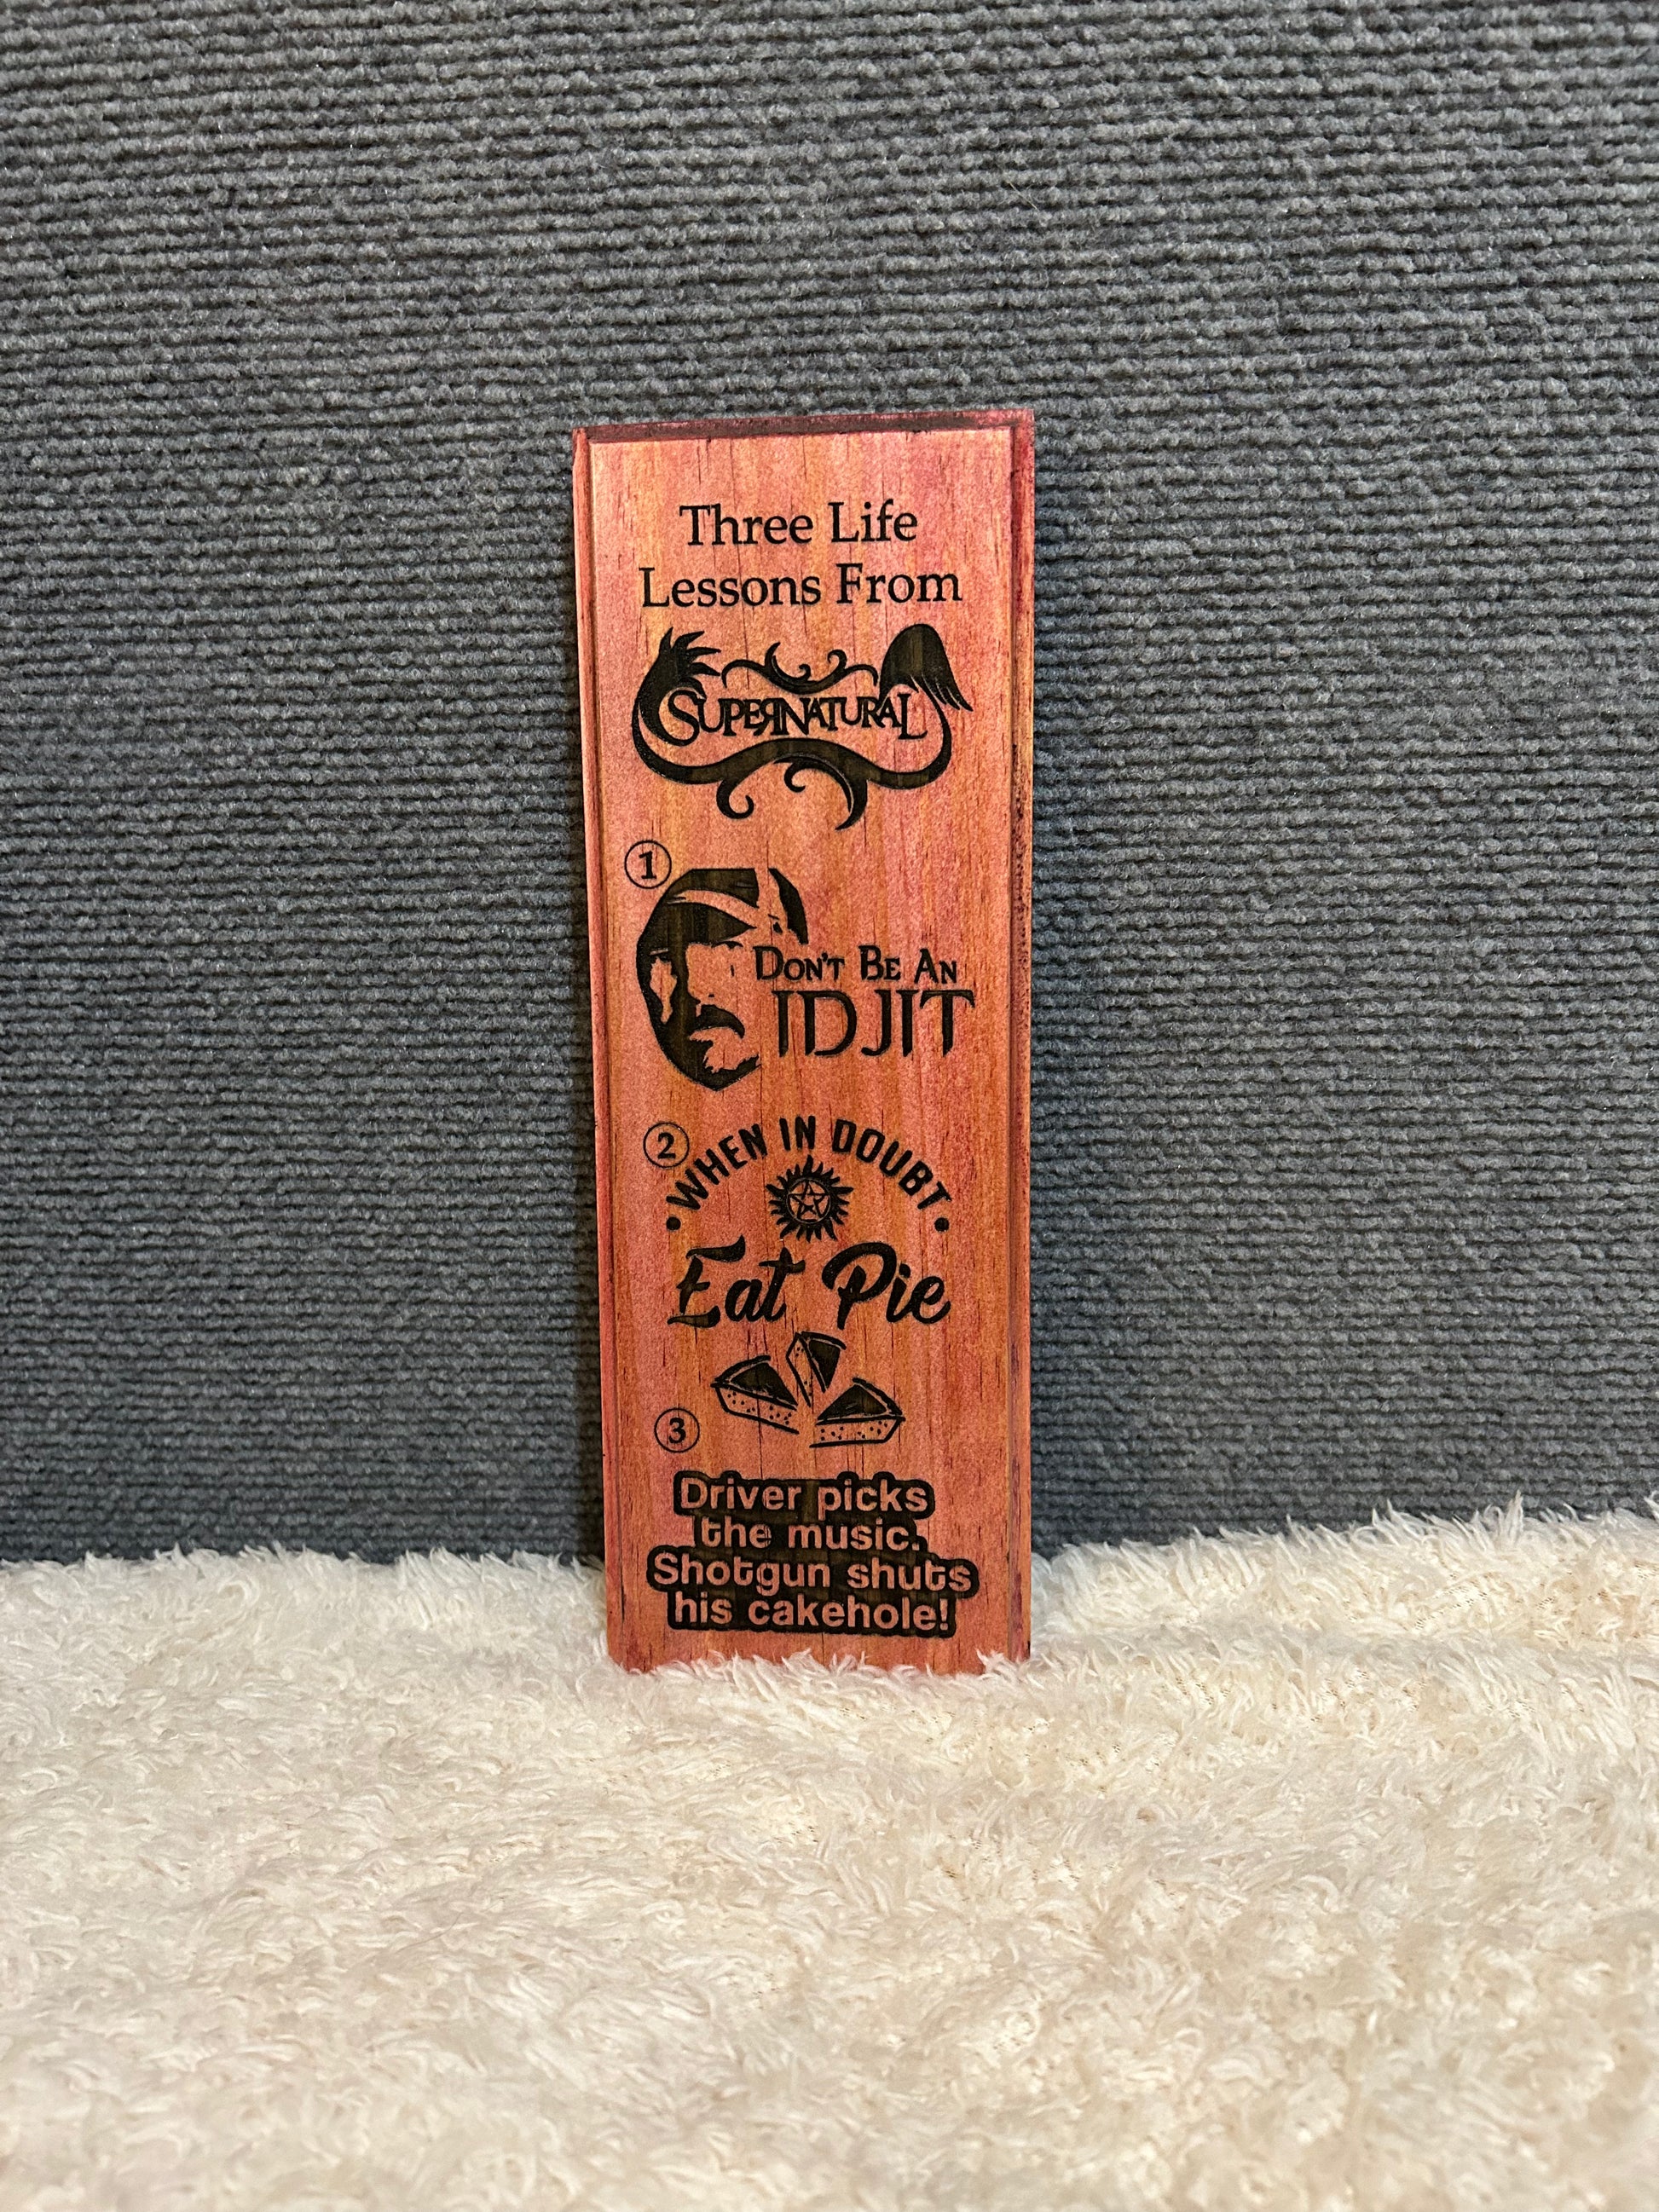 Three Life
Lessons From
SUPERNATURAL
1
DON'T BE AN
IDJIT
2
• WHEN IN DOUBT •
Eat Pie
3
Driver picks
the music.
Shotgun shuts
his cakehole!